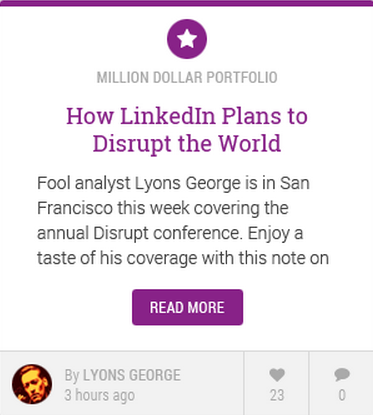 MILLION DOLLAR PORTFOLIO
How LinkedIn Plans to
Disrupt the World
Fool analyst Lyons George is in San
Francisco this week covering the
annual Disrupt conference. Enjoy a
taste of his coverage with this note on
READ MORE
By LYONS GEORGE
3 hours ago
23
0